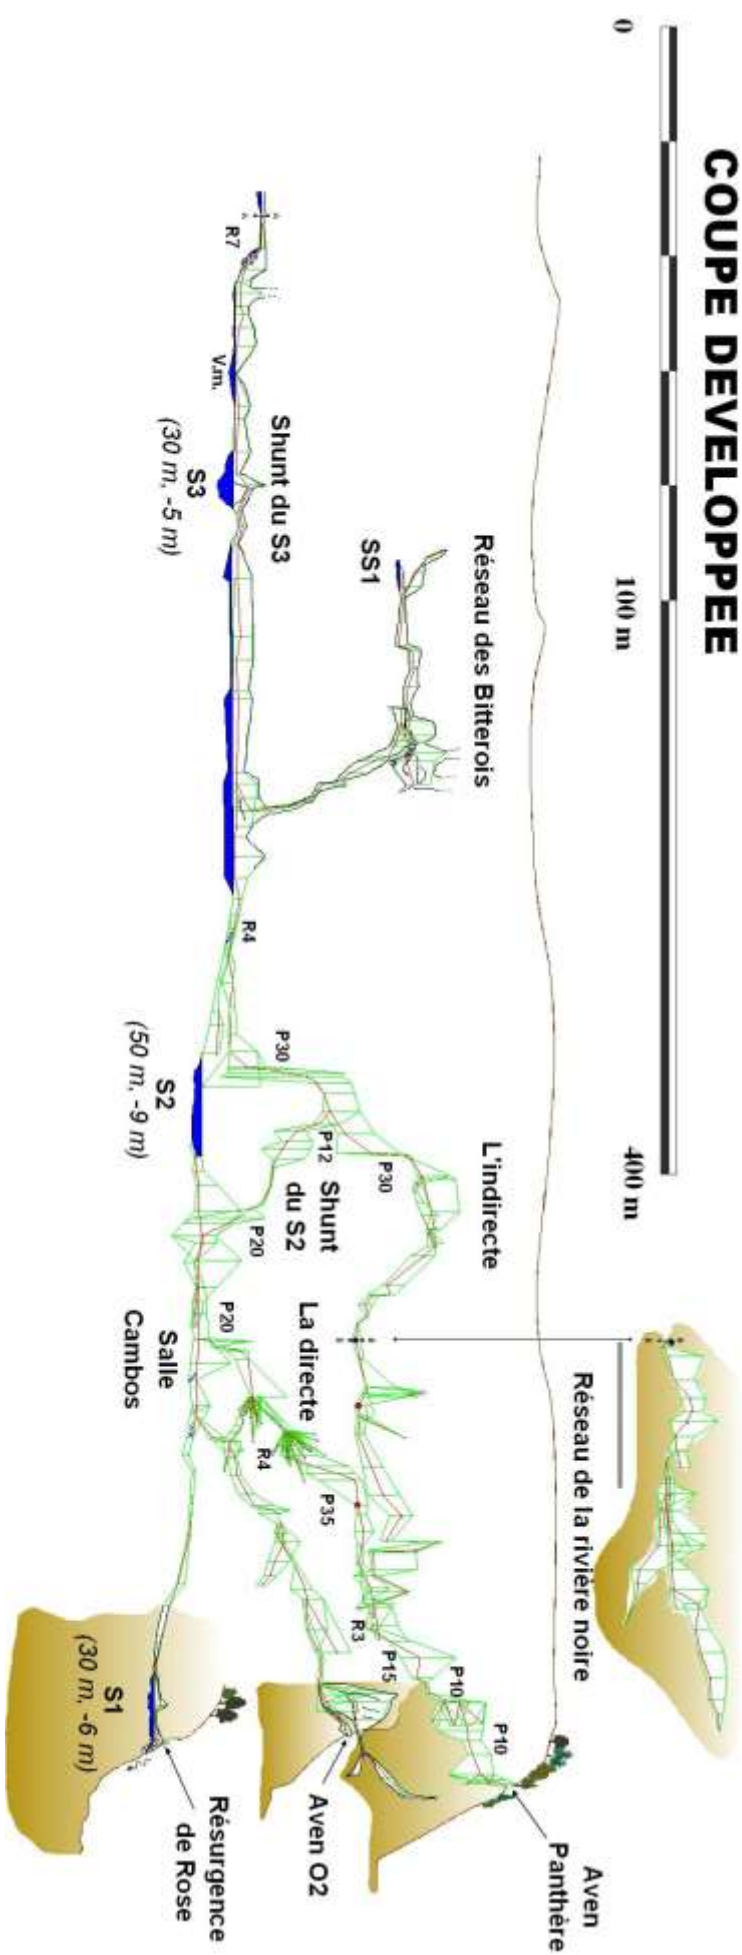 COUPE DEVELOPPEE
0
100 m
400 m
Réseau de la rivière noire
Aven
Panthère
Réseau des Bitterois
SS1
L'indirecte
P10
P10
P15
R3
P30
P12
P30
Shunt
du S2
P20
La directe
P35
R4
P20
Aven O2
Shunt du S3
R7
V.m.
S3
(30 m, -5 m)
R4
S2
(50 m, -9 m)
Salle
Cambos
Résurgence
de Rose
S1
(30 m, -6 m)